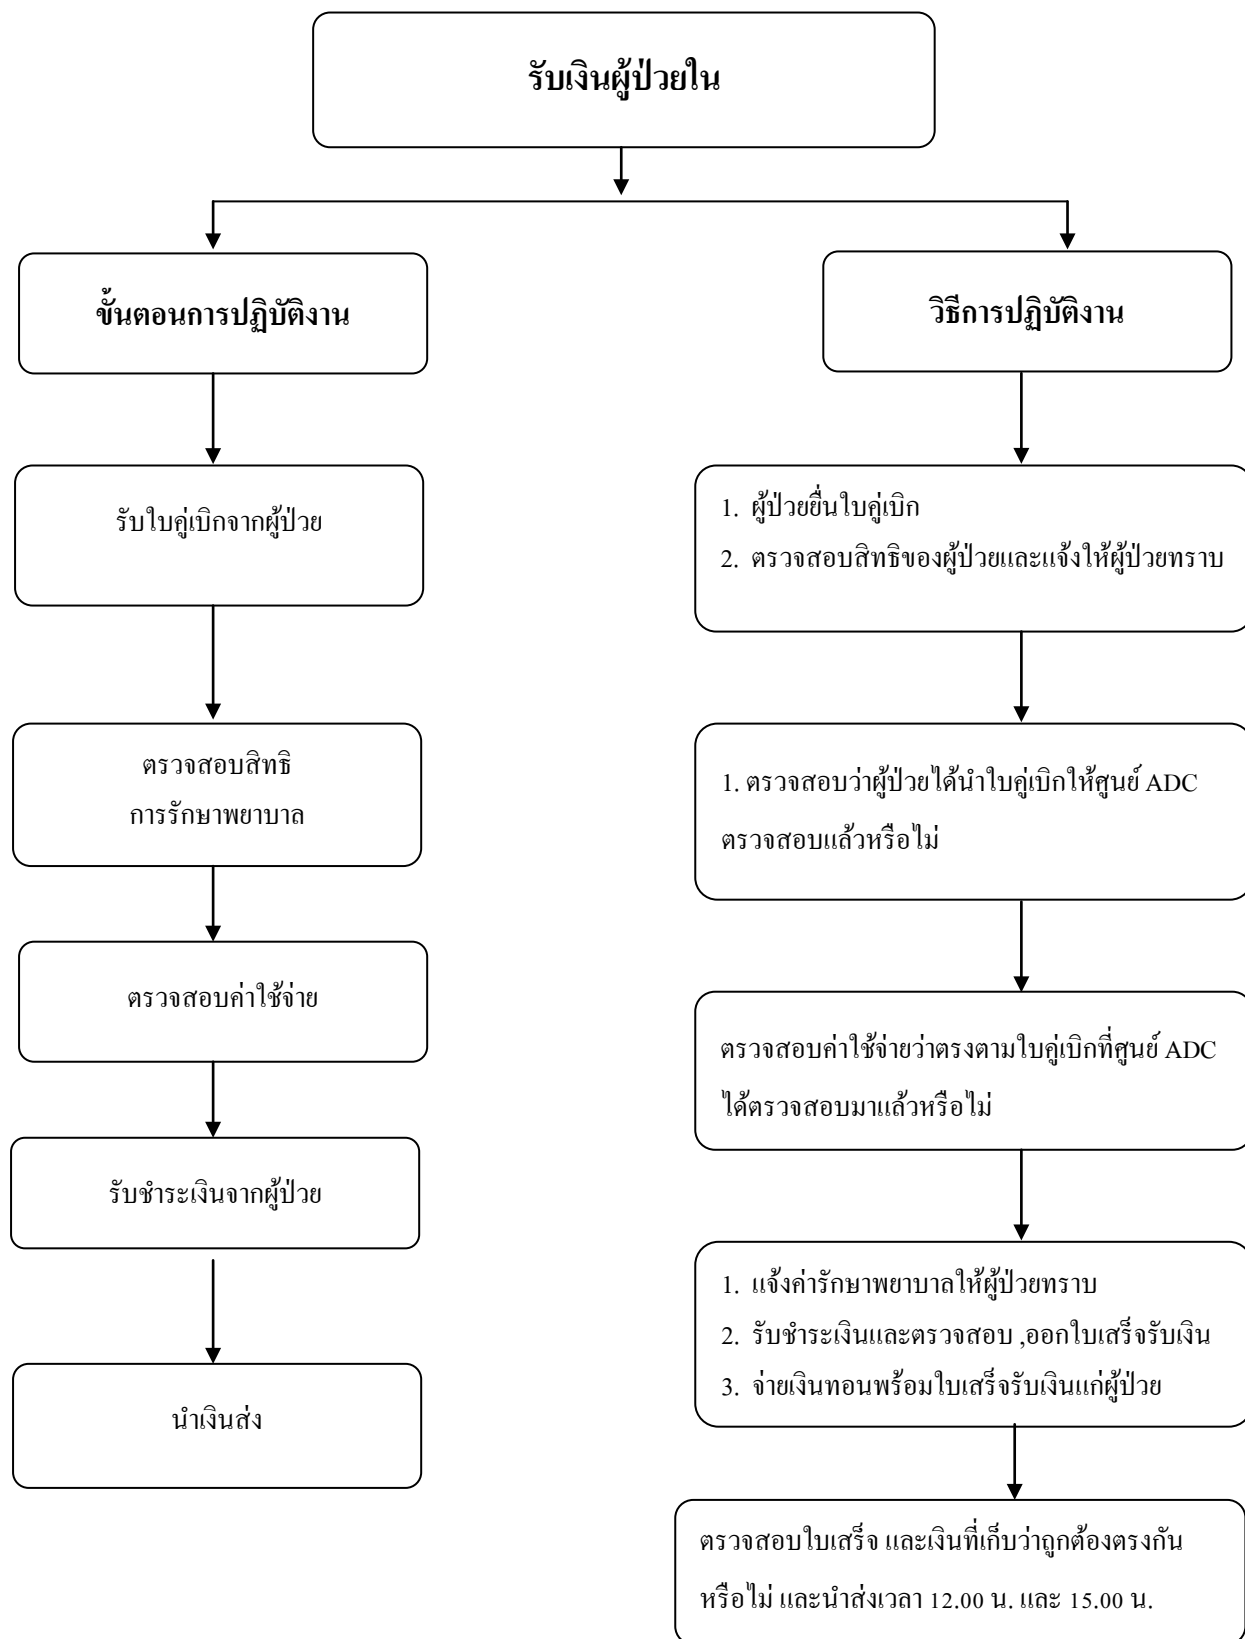 รับเงินผู้ป่วยใน
ขั้นตอนการปฏิบัติงาน
รับใบคู่เบิกจากผู้ป่วย
ตรวจสอบสิทธิ
การรักษาพยาบาล
ตรวจสอบค่าใช้จ่าย
รับชำระเงินจากผู้ป่วย
นำเงินส่ง
วิธีการปฏิบัติงาน
1. ผู้ป่วยยื่นใบคู่เบิก
2. ตรวจสอบสิทธิของผู้ป่วยและแจ้งให้ผู้ป่วยทราบ
1. ตรวจสอบว่าผู้ป่วยได้นำใบคู่เบิกให้ศูนย์ ADC
ตรวจสอบแล้วหรือไม่
ตรวจสอบค่าใช้จ่ายว่าตรงตามใบคู่เบิกที่ศูนย์ ADC
ได้ตรวจสอบมาแล้วหรือไม่
1. แจ้งค่ารักษาพยาบาลให้ผู้ป่วยทราบ
2. รับชำระเงินและตรวจสอบ ,ออกใบเสร็จรับเงิน
3. จ่ายเงินทอนพร้อมใบเสร็จรับเงินแก่ผู้ป่วย
ตรวจสอบใบเสร็จ และเงินที่เก็บว่าถูกต้องตรงกัน
หรือไม่ และนำส่งเวลา 12.00 น. และ 15.00 น.